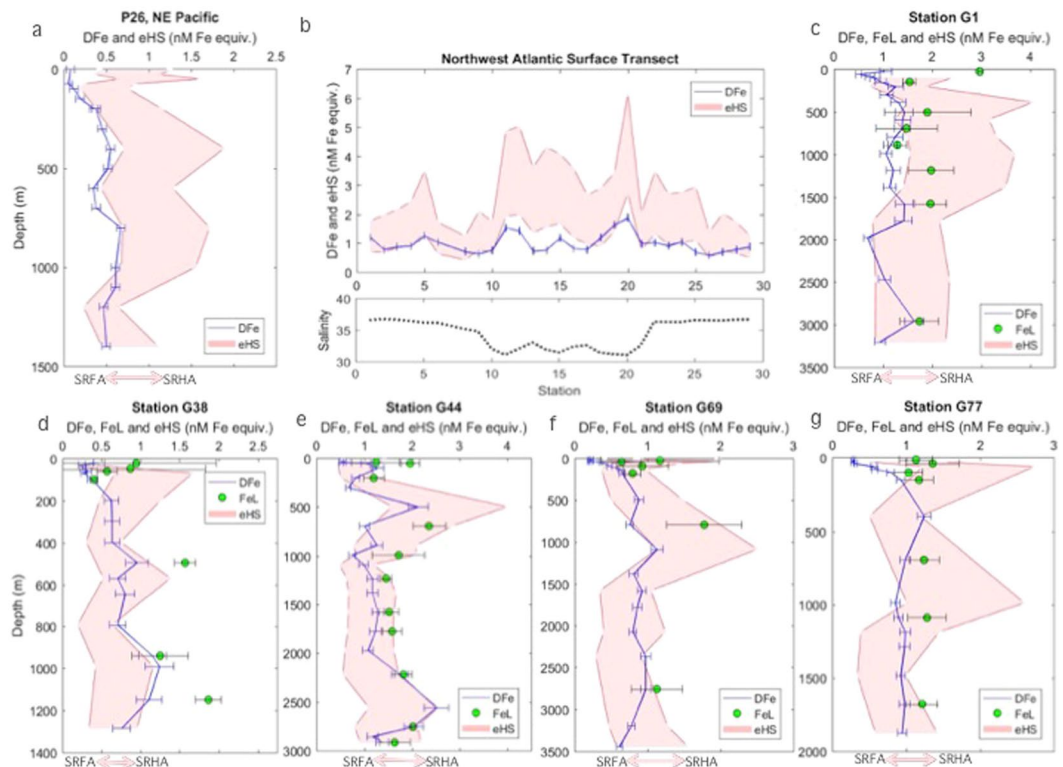 a
P26, NE Pacific
DFe and eHS (nM Fe equiv.)
0 0.5 1 1.5 2 2.5
0
500
1000
1500
Depth (m)
DFe
eHS
SRFA SRHA
b
Northwest Atlantic Surface Transect
DFe and eHS (nM Fe equiv.)
7
6
5
4
3
2
1
0
DFe
eHS
0 5 10 15 20 25 30
Salinity
40
35
30
0 5 10 15 20 25 30
Station
c
Station G1
DFe, FeL and eHS (nM Fe equiv.)
0 1 2 3 4
0
500
1000
1500
2000
2500
3000
3500
DFe
FeL
eHS
SRFA SRHA
d
Station G38
DFe, FeL and eHS (nM Fe equiv.)
0 0.5 1 1.5 2 2.5
0
200
400
600
800
1000
1200
1400
Depth (m)
DFe
FeL
eHS
SRFA SRHA
e
Station G44
DFe, FeL and eHS (nM Fe equiv.)
0 1 2 3 4
0
500
1000
1500
2000
2500
3000
DFe
FeL
eHS
SRFA SRHA
f
Station G69
DFe, FeL and eHS (nM Fe equiv.)
0 1 2 3
0
500
1000
1500
2000
2500
3000
3500
DFe
FeL
eHS
SRFA SRHA
g
Station G77
DFe, FeL and eHS (nM Fe equiv.)
0 1 2 3
0
500
1000
1500
2000
DFe
FeL
eHS
SRFA SRHA